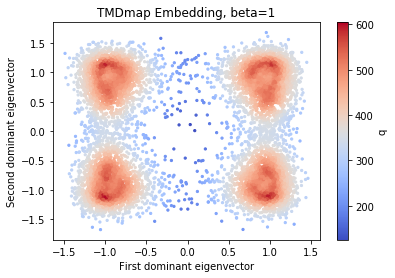 TMDmap Embedding, beta=1
Second dominant eigenvector
1.5
1.0
0.5
0.0
−0.5
−1.0
−1.5
−1.5 −1.0 −0.5 0.0 0.5 1.0 1.5
First dominant eigenvector
600
500
400
300
200
q